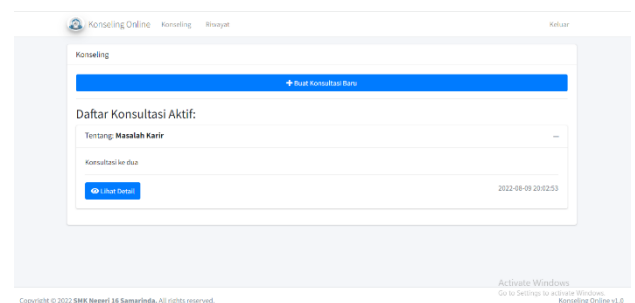 Konseling Online Konseling Riwayat Keluar
Konseling
+ Buat Konsultasi Baru
Daftar Konsultasi Aktif:
Tentang: Masalah Karir
Konsultasi ke dua
Lihat Detail 2022-08-09 20:02:53
Activate Windows
Go to Settings to activate Windows.
Copyright © 2022 SMK Negeri 16 Samarinda. All rights reserved. Konseling Online v1.0